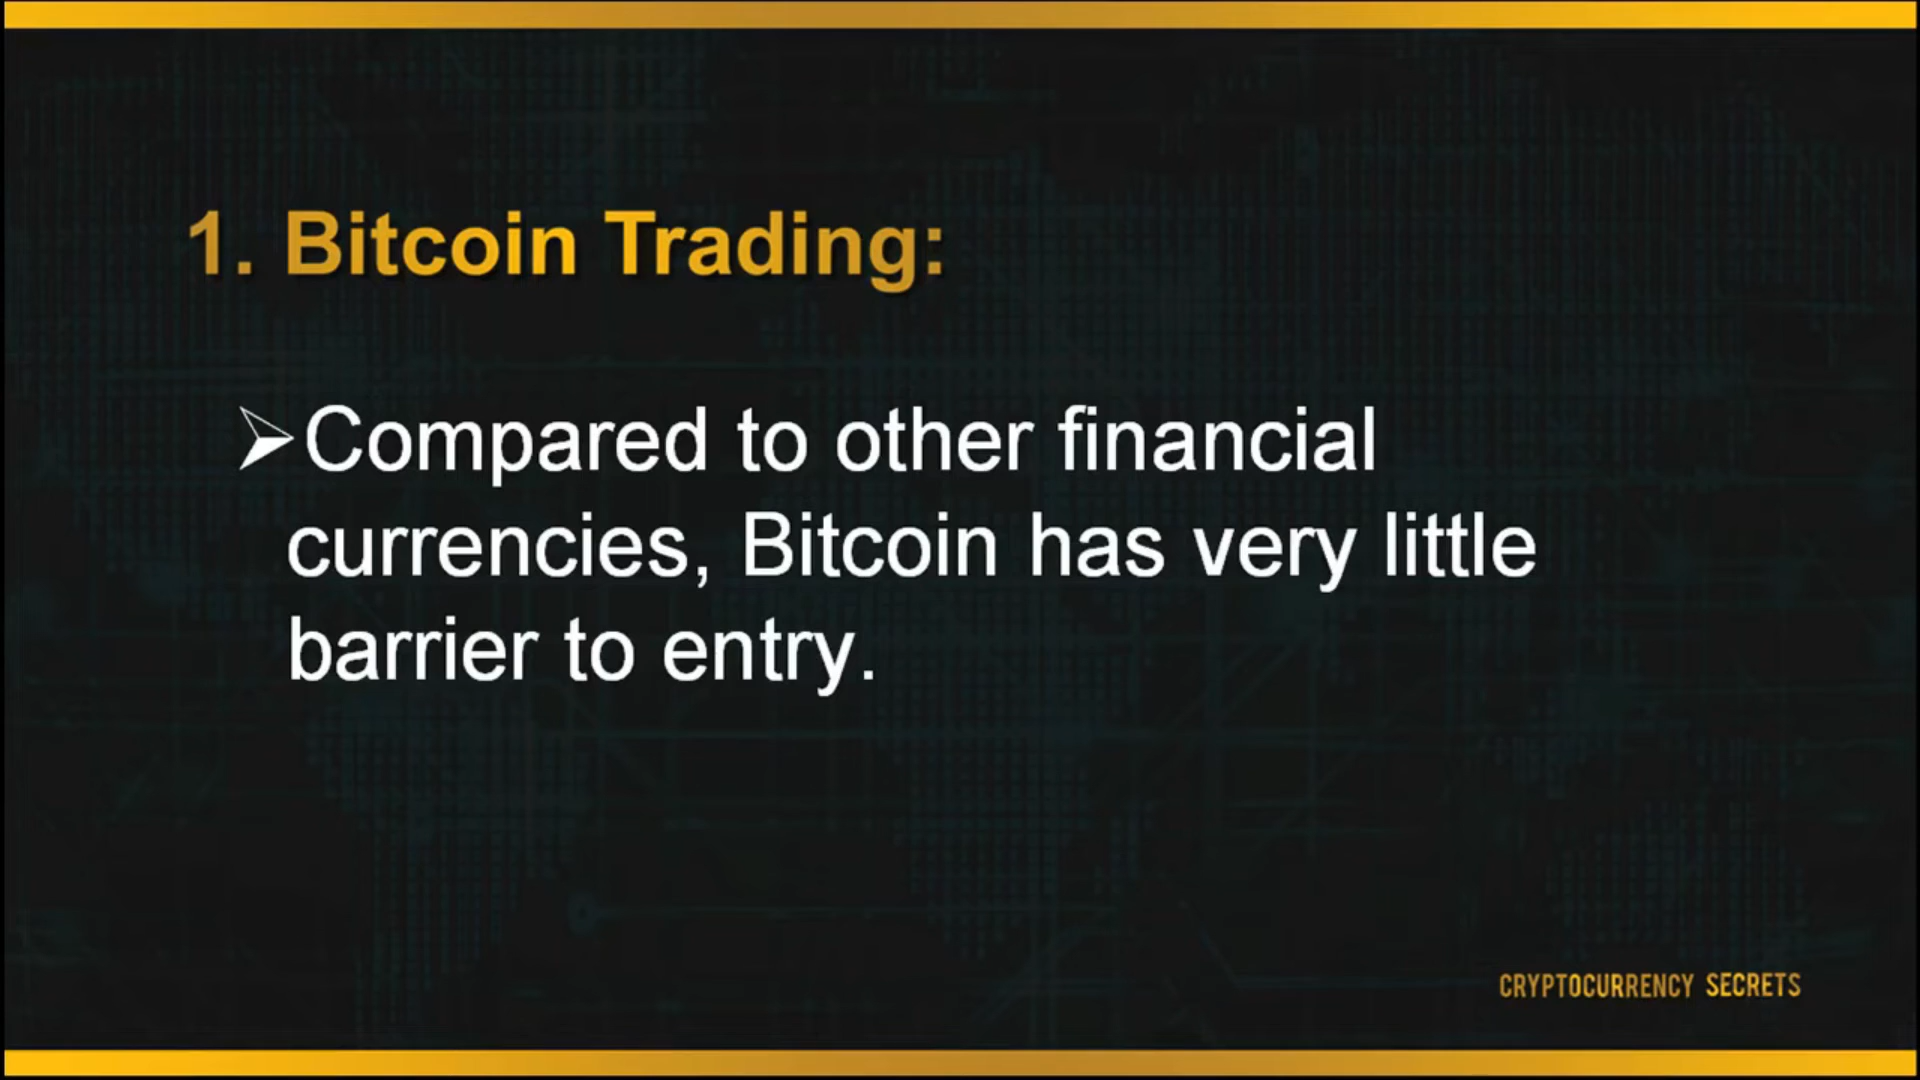 1. Bitcoin Trading:
➢Compared to other financial
currencies, Bitcoin has very little
barrier to entry.
CRYPTOCURRENCY SECRETS